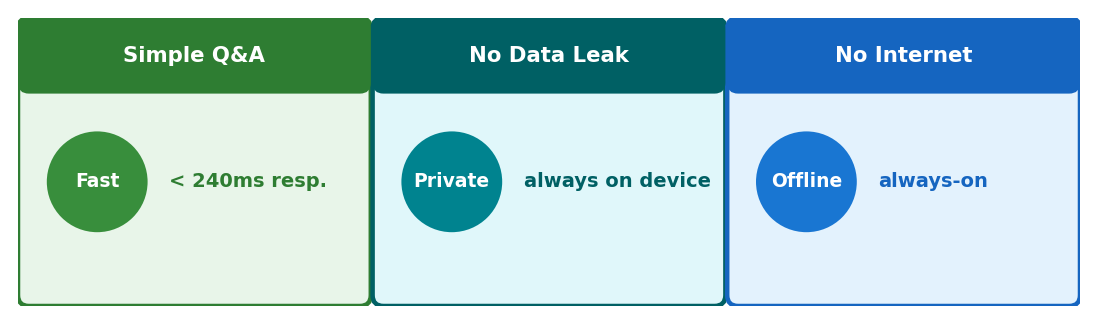 Simple Q&A
Fast
< 240ms resp.
No Data Leak
Private
always on device
No Internet
Offline
always-on